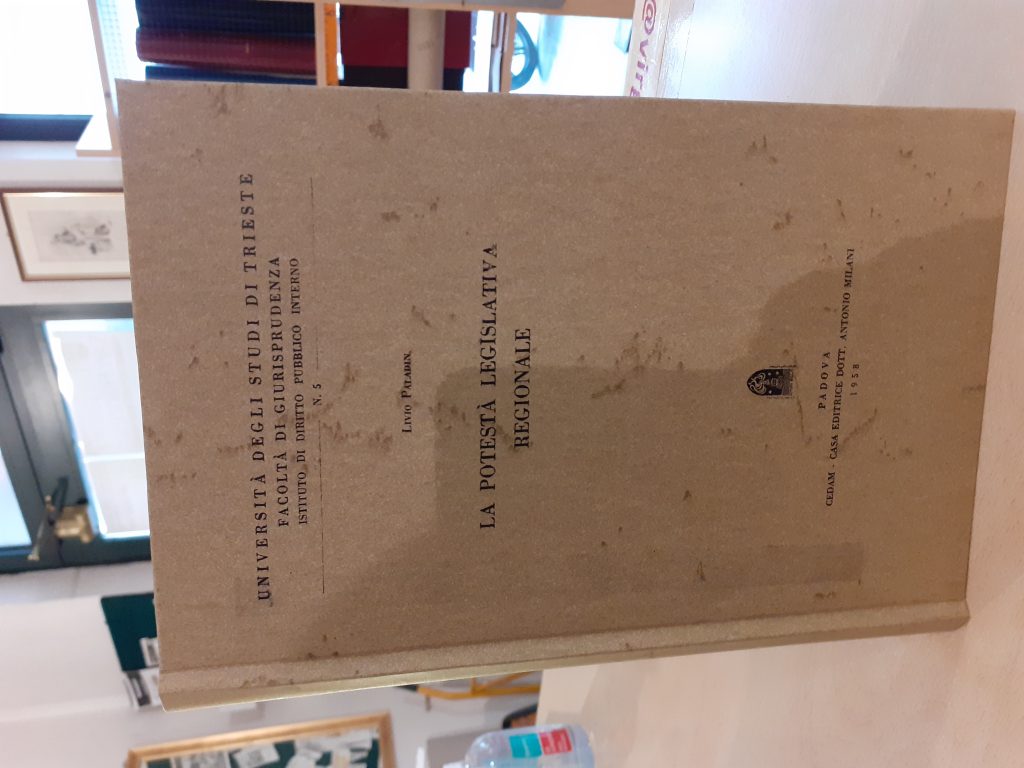 UNIVERSITÀ DEGLI STUDI DI TRIESTE
FACOLTÀ DI GIURISPRUDENZA
ISTITUTO DI DIRITTO PUBBLICO INTERNO
N. 5
LIVIO PALADIN
LA POTESTÀ LEGISLATIVA
REGIONALE
PADOVA
CEDAM - CASA EDITRICE DOTT. ANTONIO MILANI
1958